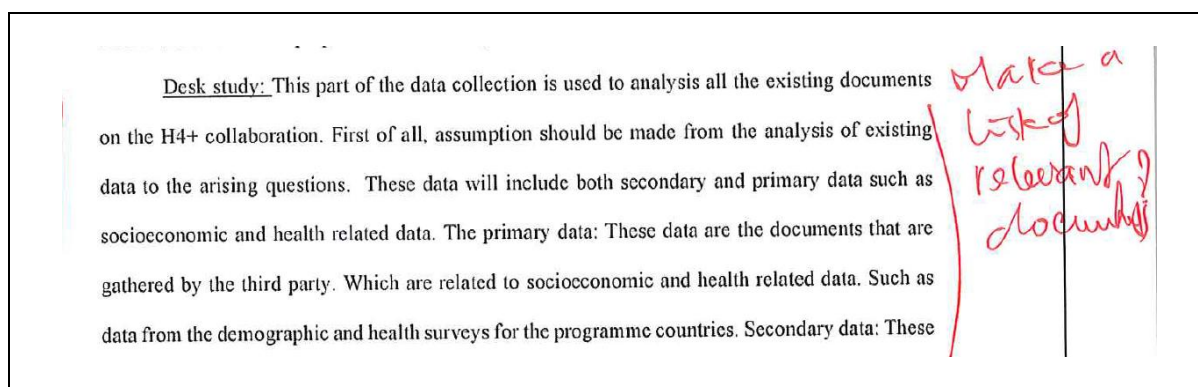 Desk study: This part of the data collection is used to analysis all the existing documents
on the H4+ collaboration. First of all, assumption should be made from the analysis of existing
data to the arising questions. These data will include both secondary and primary data such as
socioeconomic and health related data. The primary data: These data are the documents that are
gathered by the third party. Which are related to socioeconomic and health related data. Such as
data from the demographic and health surveys for the programme countries. Secondary data: These
Make a
list of
relevant